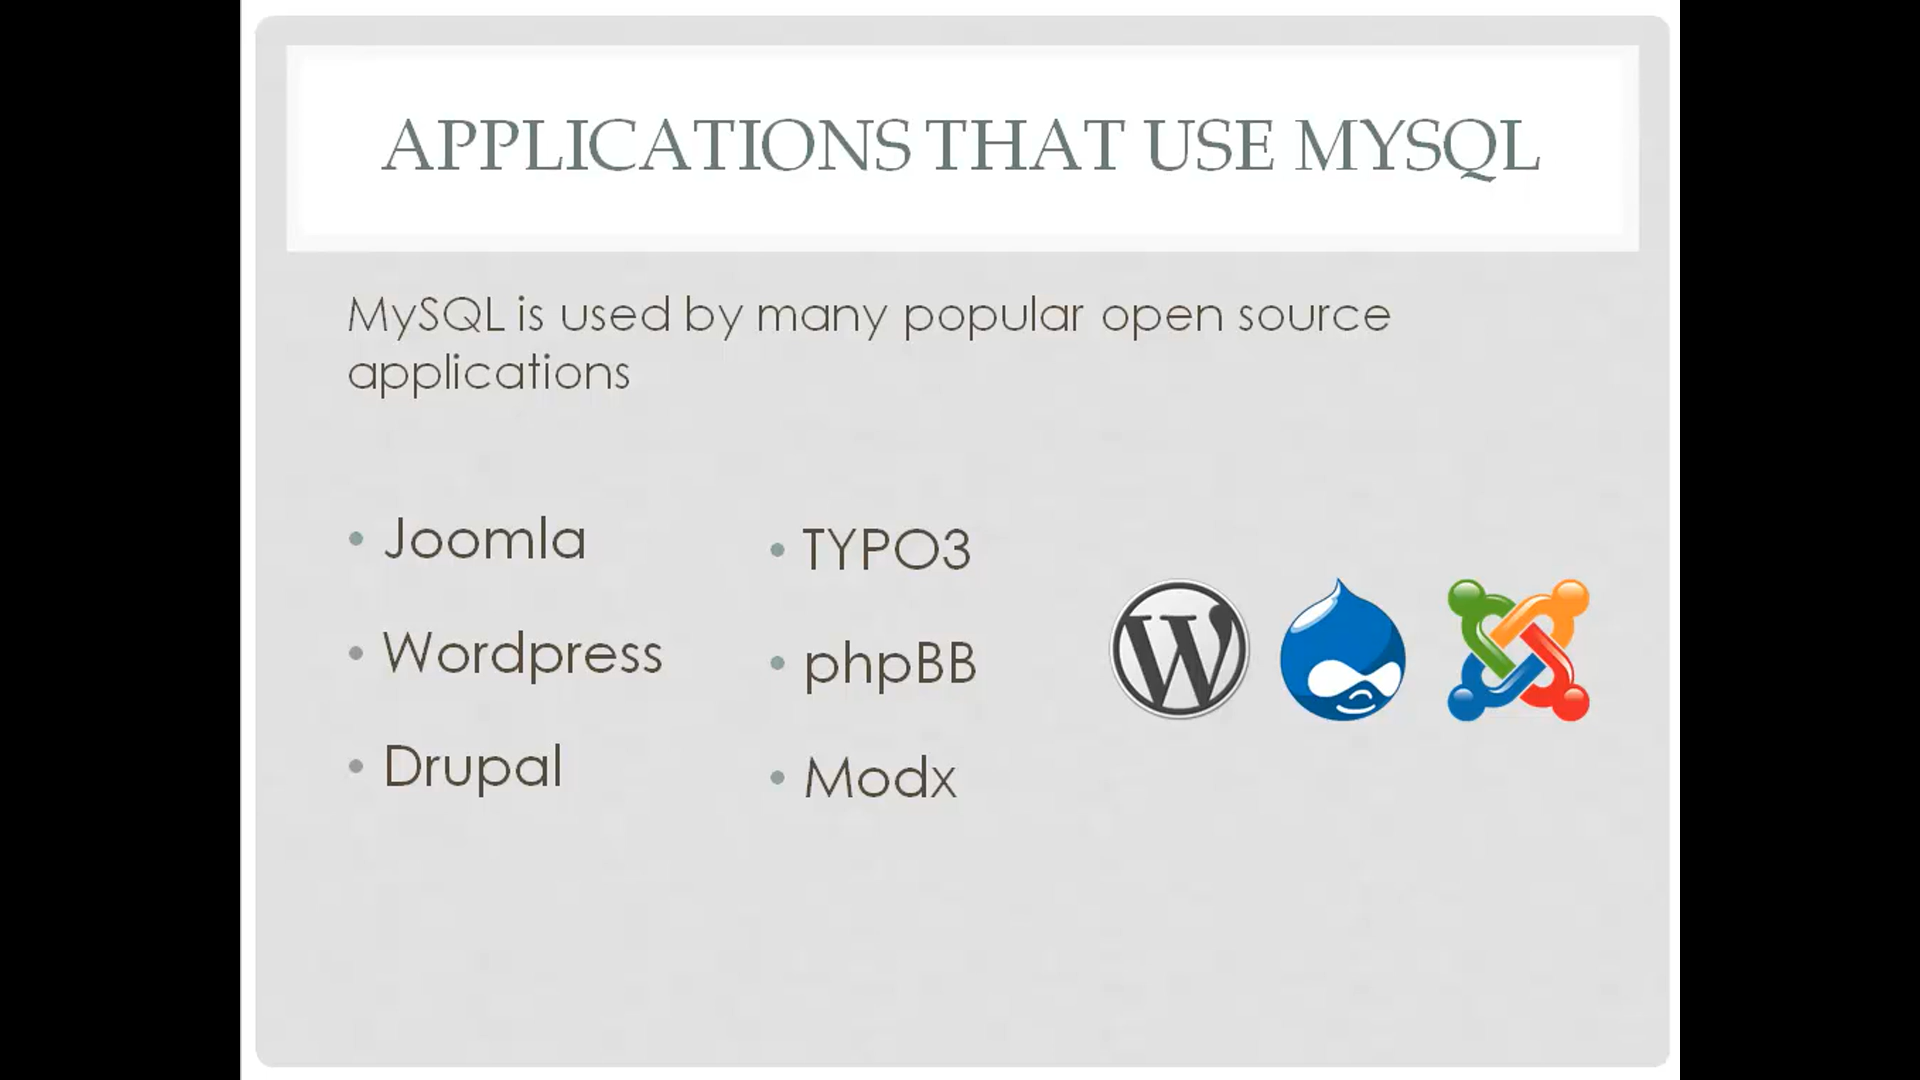 APPLICATIONS THAT USE MYSQL
MySQL is used by many popular open source
applications
• Joomla
• Wordpress
• Drupal
• TYPO3
• phpBB
• Modx